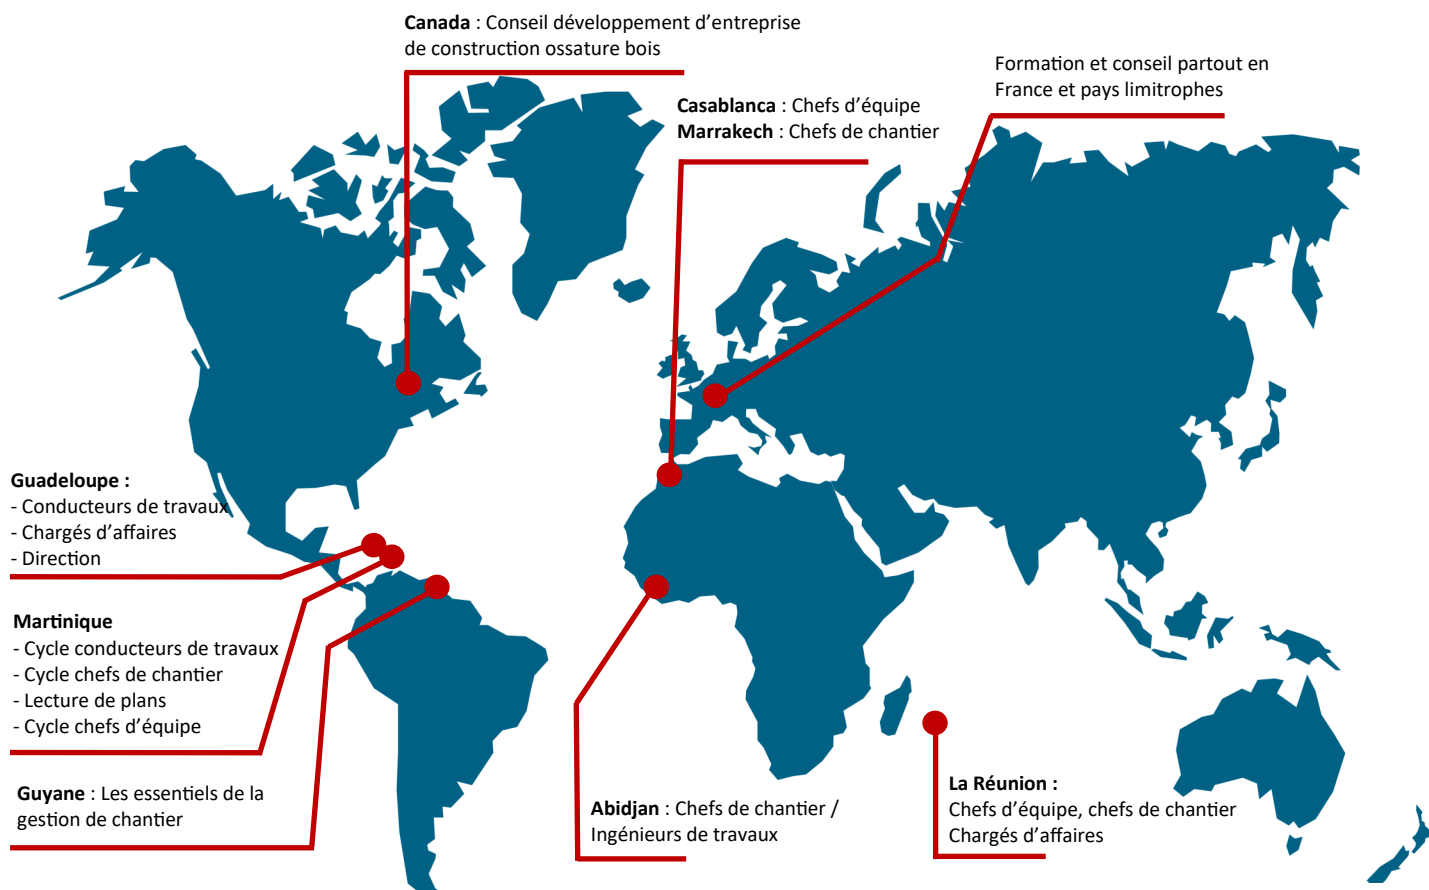 Canada : Conseil développement d’entreprise
de construction ossature bois
Formation et conseil partout en
France et pays limitrophes
Casablanca : Chefs d’équipe
Marrakech : Chefs de chantier
Guadeloupe :
- Conducteurs de travaux
- Chargés d’affaires
- Direction
Martinique
- Cycle conducteurs de travaux
- Cycle chefs de chantier
- Lecture de plans
- Cycle chefs d’équipe
Guyane : Les essentiels de la
gestion de chantier
Abidjan : Chefs de chantier /
Ingénieurs de travaux
La Réunion :
Chefs d’équipe, chefs de chantier
Chargés d’affaires